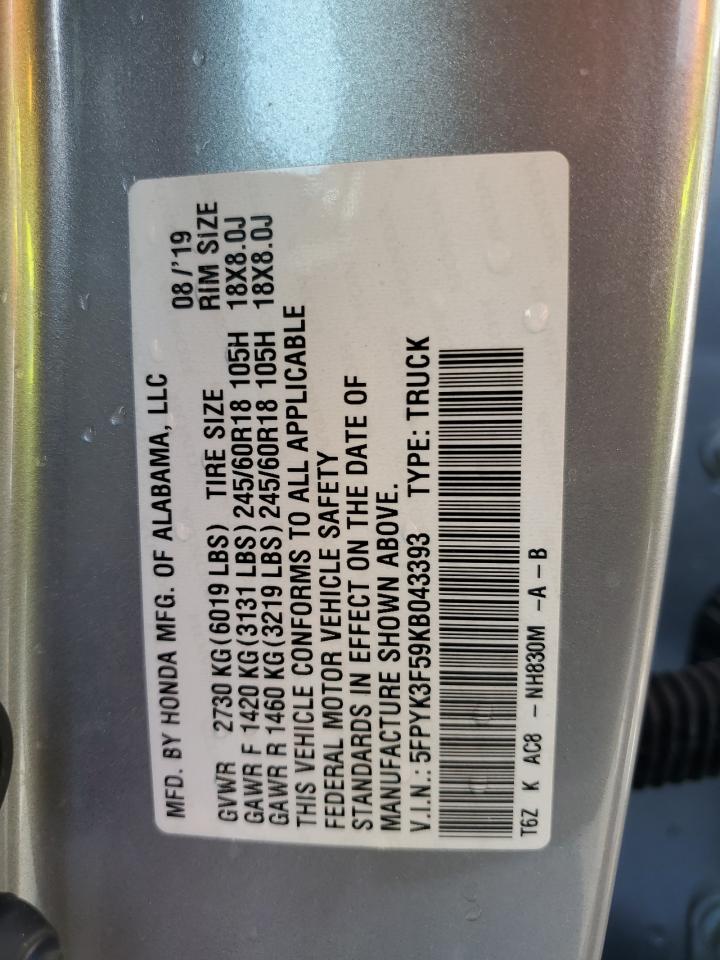 MFD. BY HONDA MFG. OF ALABAMA, LLC
08/'19
GVWR 2730 KG(6019 LBS) TIRE SIZE RIM SIZE
GAWR F 1420 KG(3131 LBS)245/60R18 105H 18X8.0J
GAWR R 1460 KG(3219 LBS)245/60R18 105H 18X8.0J
THIS VEHICLE CONFORMS TO ALL APPLICABLE
FEDERAL MOTOR VEHICLE SAFETY
STANDARDS IN EFFECT ON THE DATE OF
MANUFACTURE SHOWN ABOVE.
V.I.N.: 5FPYK3F59KB043393 TYPE: TRUCK
T6Z K AC8 - NH830M -A-B